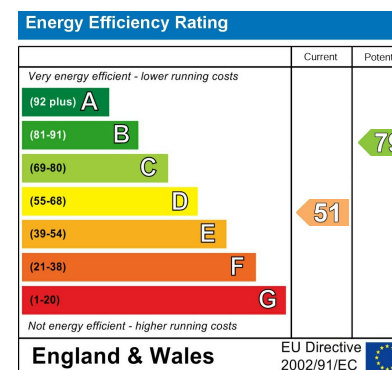 Energy Efficiency Rating
Current
Very energy efficient - lower running costs
(92 plus) A
(81-91) B
(69-80) C
(55-68) D
51
(39-54) E
(21-38) F
(1-20) G
Not energy efficient - higher running costs
England & Wales
EU Directive
2002/91/EC